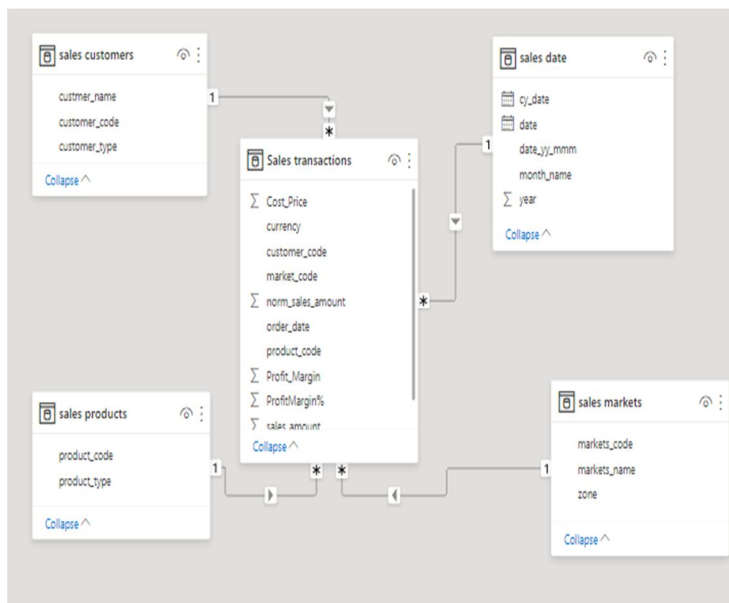 sales customers
custmer_name
customer_code
customer_type
Collapse
1
*
sales date
cy_date
date
date_yy_mmm
month_name
Σ year
Collapse
1
*
Sales transactions
Σ Cost_Price
currency
customer_code
market_code
Σ norm_sales_amount
order_date
product_code
Σ Profit_Margin
Σ ProfitMargin%
Σ sales_amount
Collapse
*
*
sales products
product_code
product_type
Collapse
1
sales markets
markets_code
markets_name
zone
Collapse
1